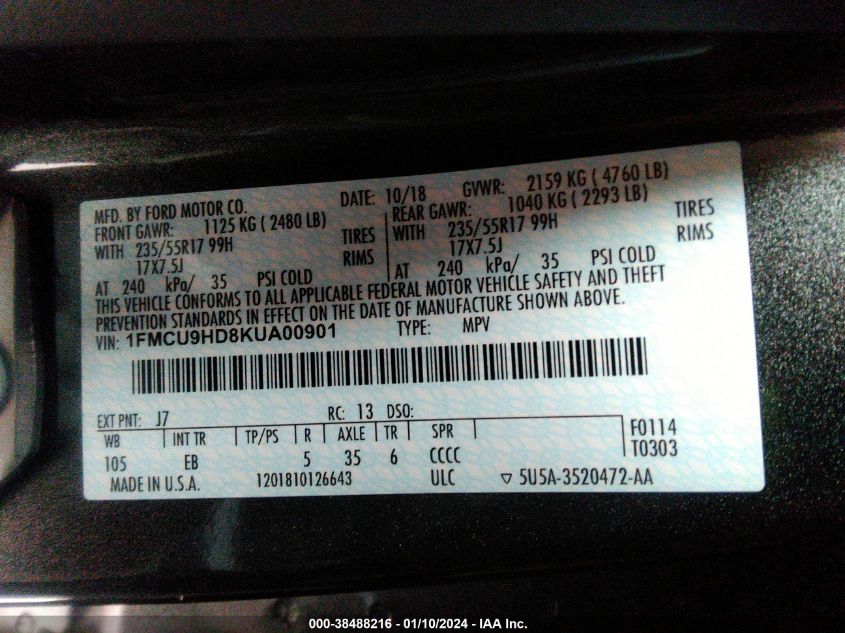 MFD. BY FORD MOTOR CO. DATE: 10/18 GVWR: 2159 KG ( 4760 LB)
FRONT GAWR: 1125 KG ( 2480 LB) REAR GAWR: 1040 KG ( 2293 LB)
WITH 235/55R17 99H TIRES WITH 235/55R17 99H TIRES
17X7.5J RIMS 17X7.5J RIMS
AT 240 kPa/ 35 PSI COLD AT 240 kPa/ 35 PSI COLD
THIS VEHICLE CONFORMS TO ALL APPLICABLE FEDERAL MOTOR VEHICLE SAFETY AND THEFT
PREVENTION STANDARDS IN EFFECT ON THE DATE OF MANUFACTURE SHOWN ABOVE.
VIN: 1FMCU9HD8KUA00901 TYPE: MPV
EXT PNT: J7 RC: 13 DSO:
WB INT TR TP/PS R AXLE TR SPR F0114
105 EB 5 35 6 CCCC T0303
MADE IN U.S.A. 1201810126643 ULC 5U5A-3520472-AA
000-38488216 - 01/10/2024 - IAA Inc.